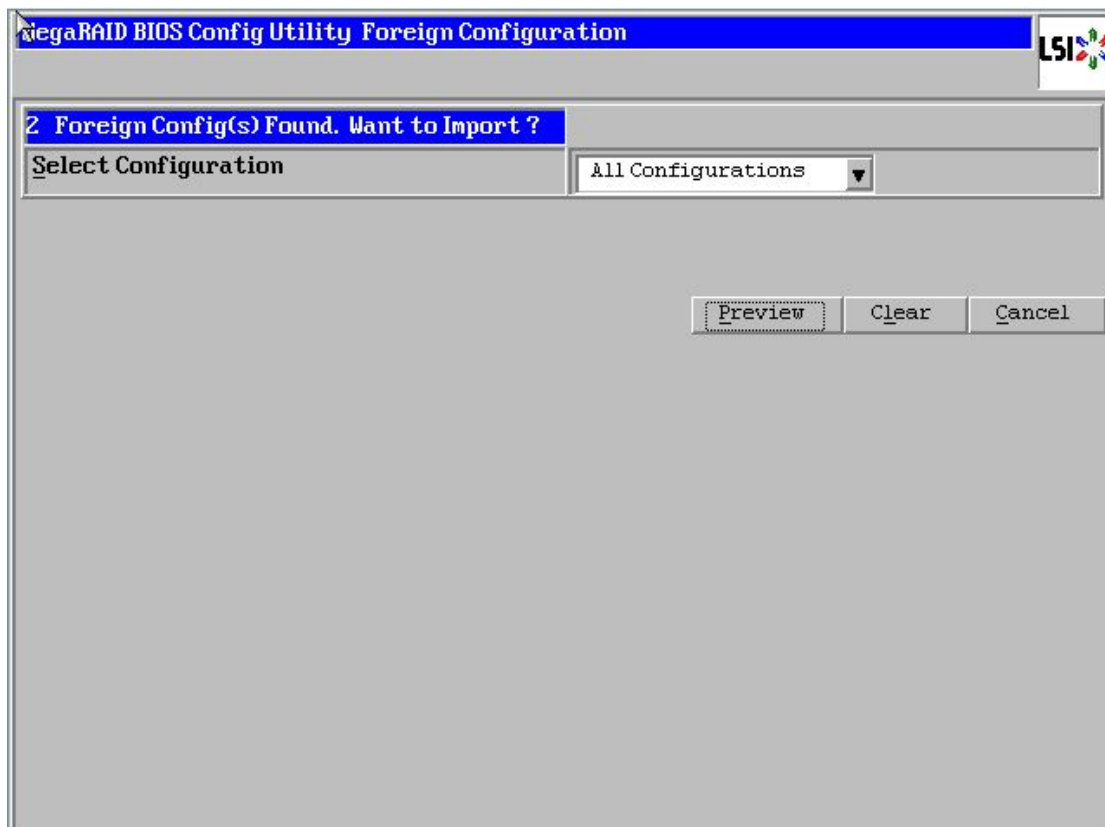 MegaRAID BIOS Config Utility Foreign Configuration
LSI
2 Foreign Config(s) Found. Want to Import ?
Select Configuration
All Configurations
Preview
Clear
Cancel